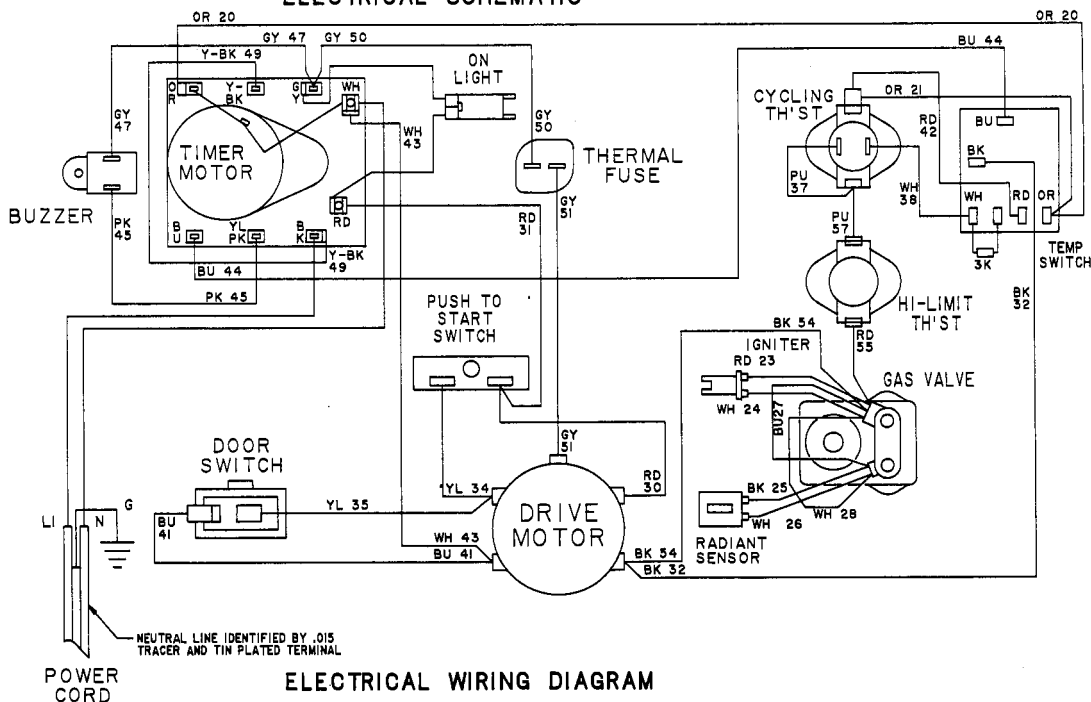 ELECTRICAL SCHEMATIC
OR 20
OR 20
GY 47
GY 50
BU 44
Y-BK 49
ON
LIGHT
O
R
Y-
BK
G
Y
WH
CYCLING
TH'ST
OR 21
GY
47
WH
43
GY
50
RD
42
BU
TIMER
MOTOR
THERMAL
FUSE
BK
PU
37
WH
38
WH
RD
OR
BUZZER
PK
45
RD
RD
31
GY
51
PU
57
3K
TEMP
SWITCH
B
U
YL
PK
B
K
Y-BK
49
BU 44
PK 45
BK
32
PUSH TO
START
SWITCH
HI-LIMIT
TH'ST
BK 54
RD
55
IGNITER
RD 23
GAS VALVE
WH 24
BU27
DOOR
SWITCH
GY
51
YL 34
RD
30
BK 25
YL 35
DRIVE
MOTOR
WH 26
WH 28
LI
N
G
BU
41
WH 43
BU 41
RADIANT
SENSOR
BK 54
BK 32
NEUTRAL LINE IDENTIFIED BY .015
TRACER AND TIN PLATED TERMINAL
POWER
CORD
ELECTRICAL WIRING DIAGRAM